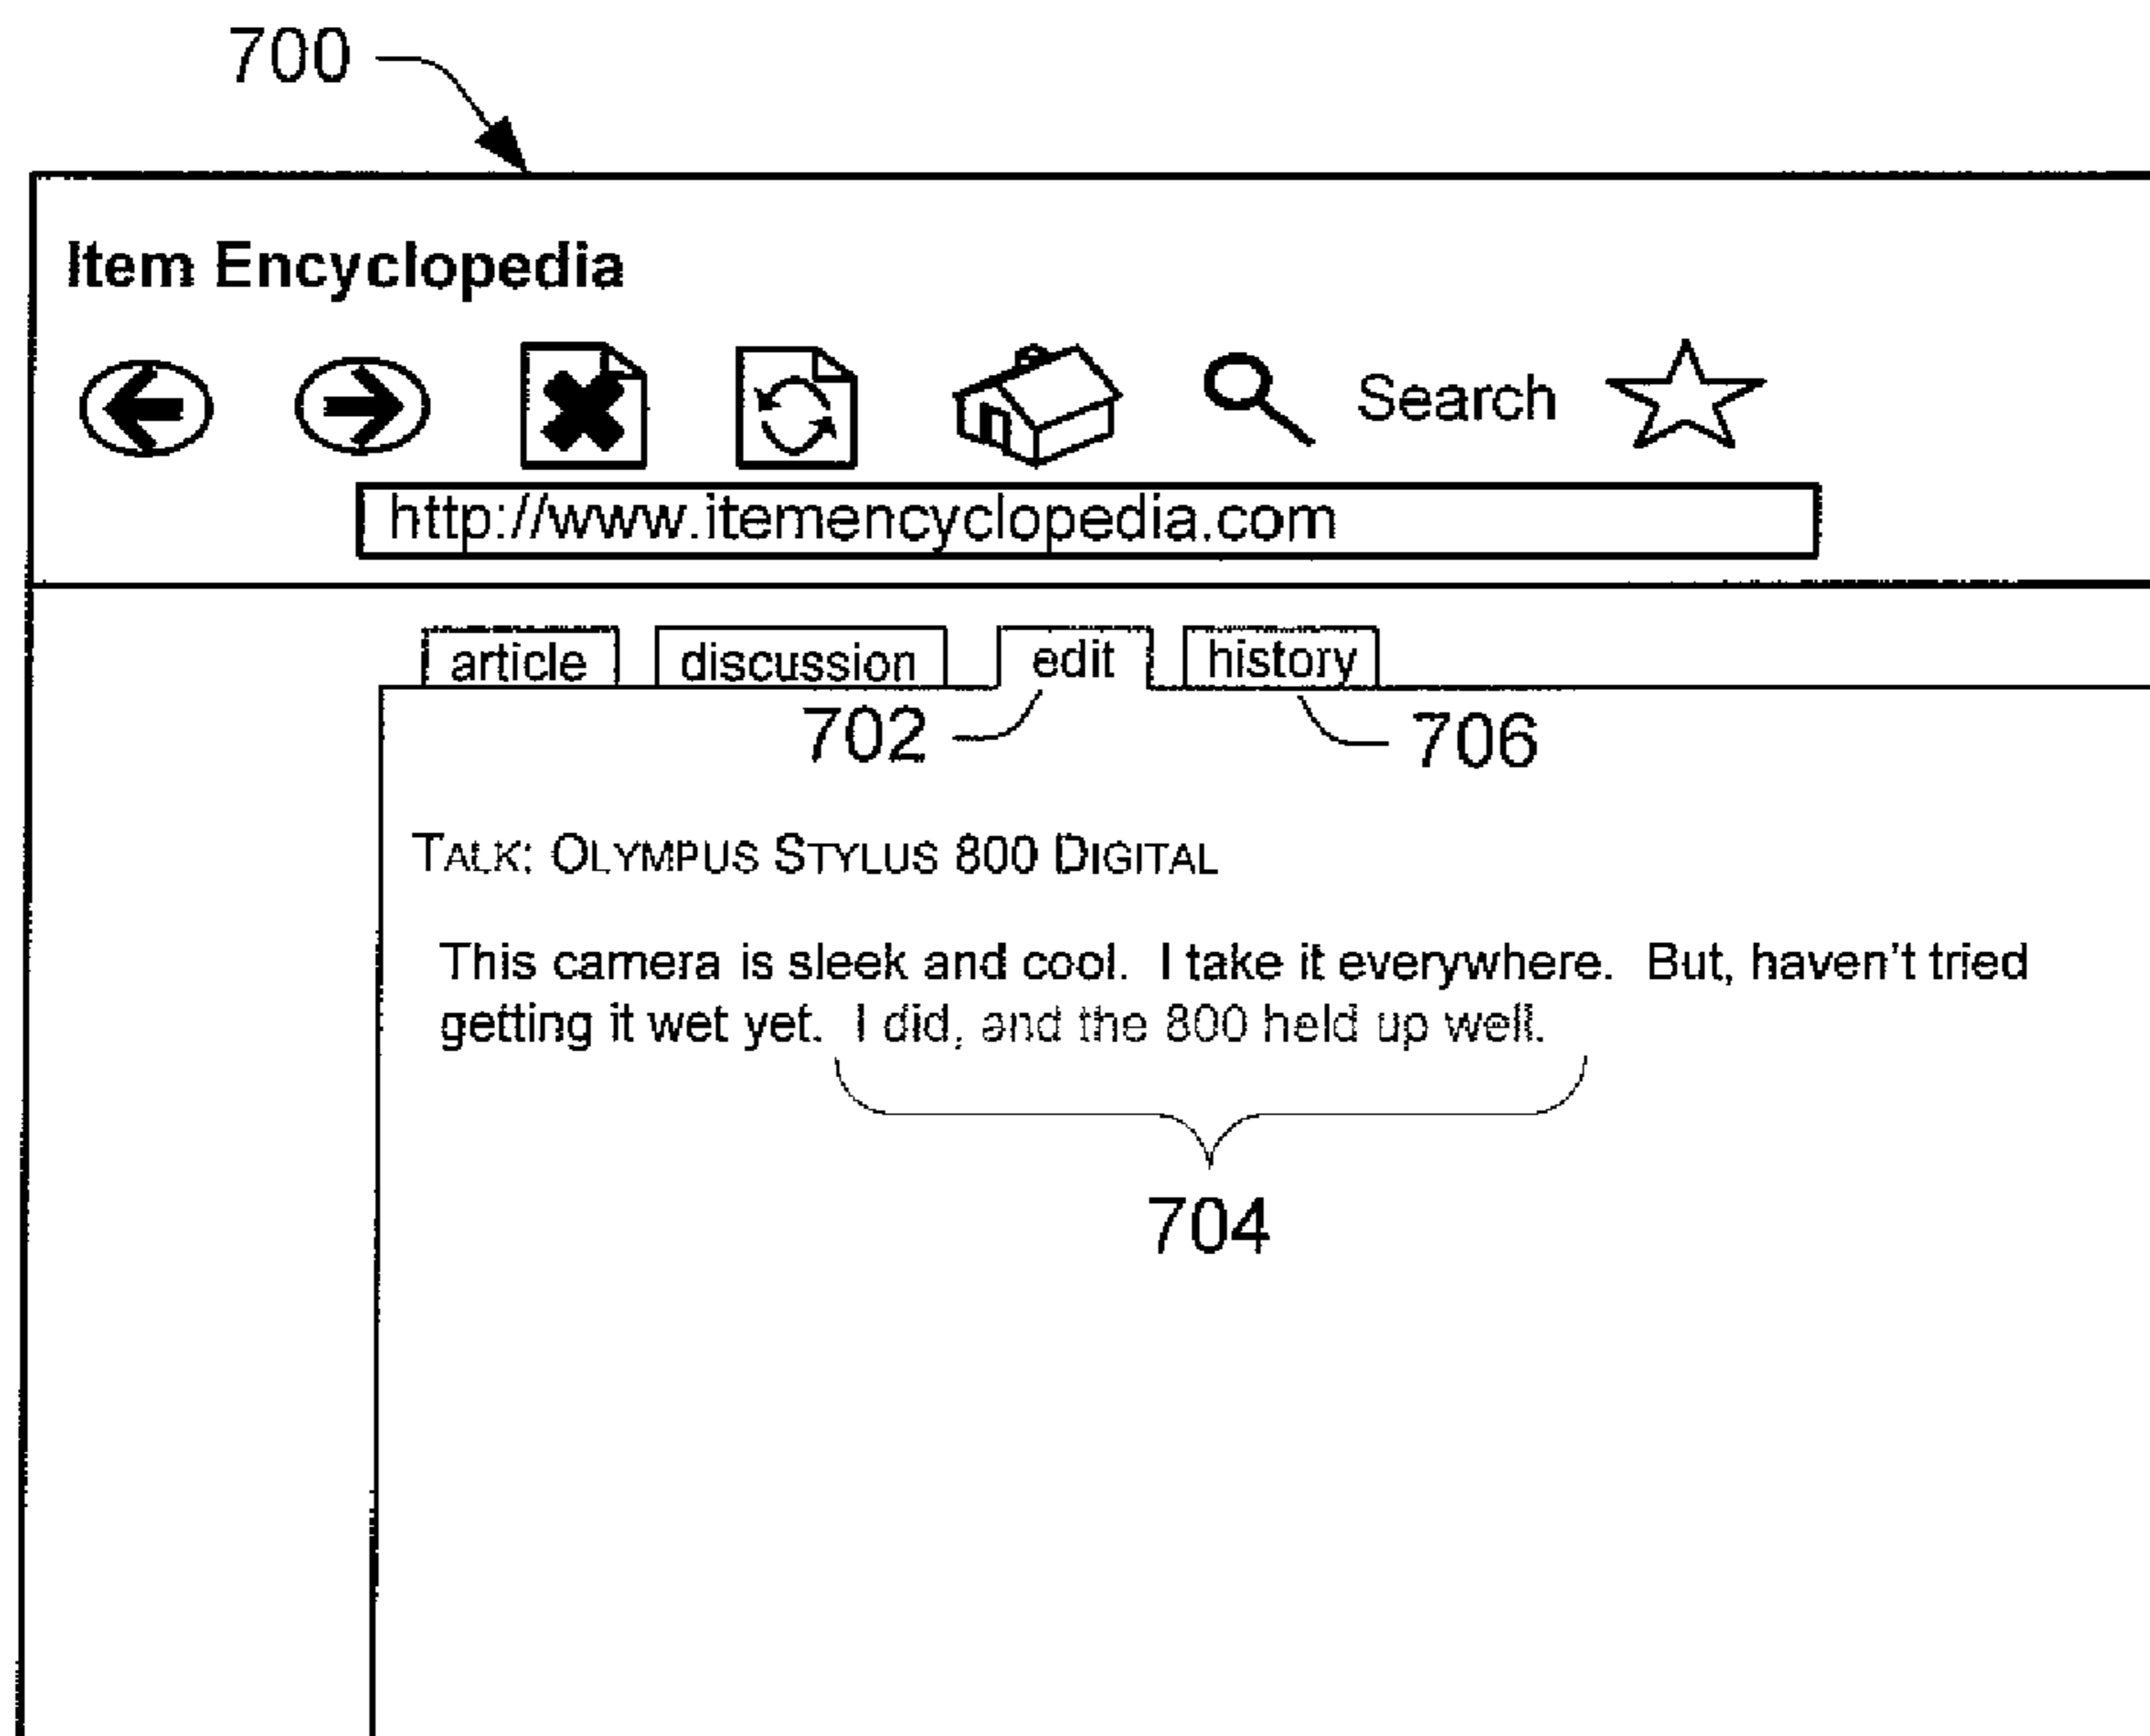 700
Item Encyclopedia
Search
http://www.itemencyclopedia.com
article discussion edit history
702 706
TALK: OLYMPUS STYLUS 800 DIGITAL
This camera is sleek and cool. I take it everywhere. But, haven't tried
getting it wet yet. I did, and the 800 held up well.
704